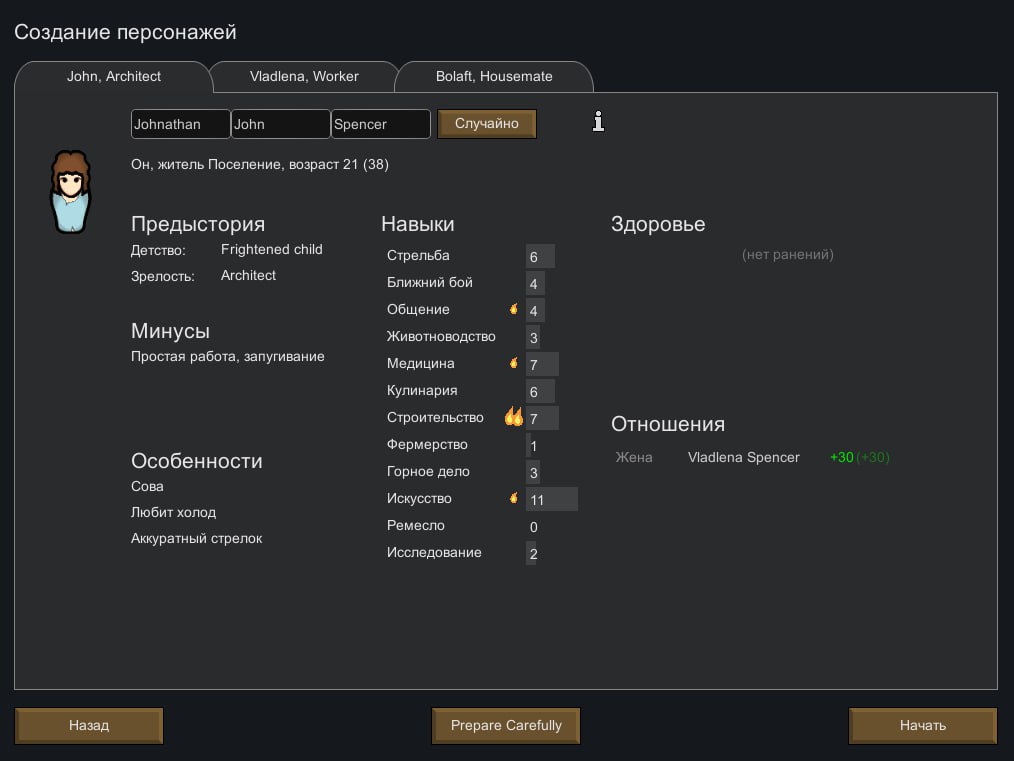 Создание персонажей
John, Architect
Vladlena, Worker
Bolaft, Housemate
Johnathan
John
Spencer
Случайно
Он, житель Поселение, возраст 21 (38)
Предыстория
Детство: Frightened child
Зрелость: Architect
Минусы
Простая работа, запугивание
Особенности
Сова
Любит холод
Аккуратный стрелок
Навыки
Стрельба 6
Ближний бой 4
Общение 4
Животноводство 3
Медицина 7
Кулинария 6
Строительство 7
Фермерство 1
Горное дело 3
Искусство 11
Ремесло 0
Исследование 2
Здоровье
(нет ранений)
Отношения
Жена Vladlena Spencer +30 (+30)
Назад
Prepare Carefully
Начать